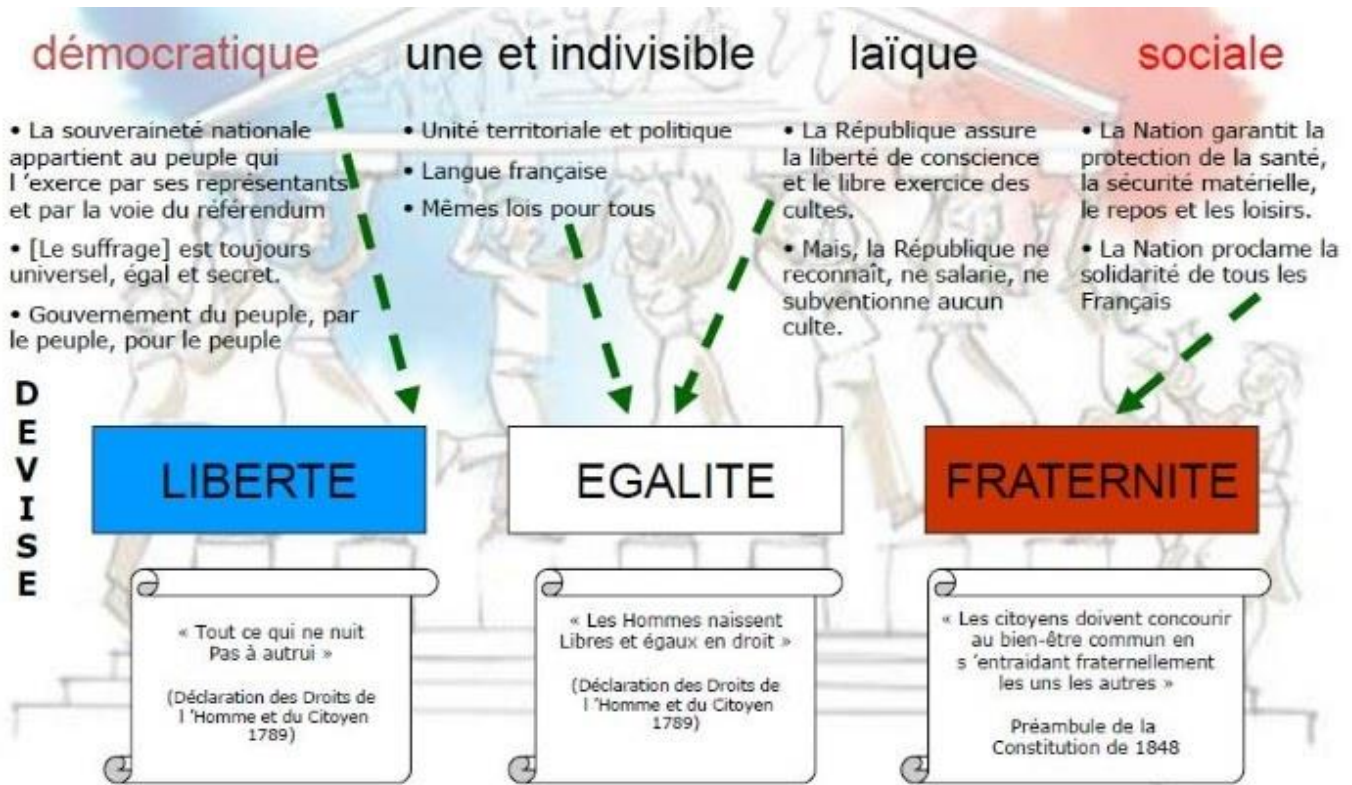 démocratique
une et indivisible
laïque
sociale
• La souveraineté nationale
appartient au peuple qui
l 'exerce par ses représentants
et par la voie du référendum
• [Le suffrage] est toujours
universel, égal et secret.
• Gouvernement du peuple, par
le peuple, pour le peuple
• Unité territoriale et politique
• Langue française
• Mêmes lois pour tous
• La République assure
la liberté de conscience
et le libre exercice des
cultes.
• Mais, la République ne
reconnaît, ne salarie, ne
subventionne aucun
culte.
• La Nation garantit la
protection de la santé,
la sécurité matérielle,
le repos et les loisirs.
• La Nation proclame la
solidarité de tous les
Français
DEVISE
LIBERTE
EGALITE
FRATERNITE
« Tout ce qui ne nuit
Pas à autrui »
(Déclaration des Droits de
l 'Homme et du Citoyen
1789)
« Les Hommes naissent
Libres et égaux en droit »
(Déclaration des Droits de
l 'Homme et du Citoyen
1789)
« Les citoyens doivent concourir
au bien-être commun en
s 'entraidant fraternellement
les uns les autres »
Préambule de la
Constitution de 1848